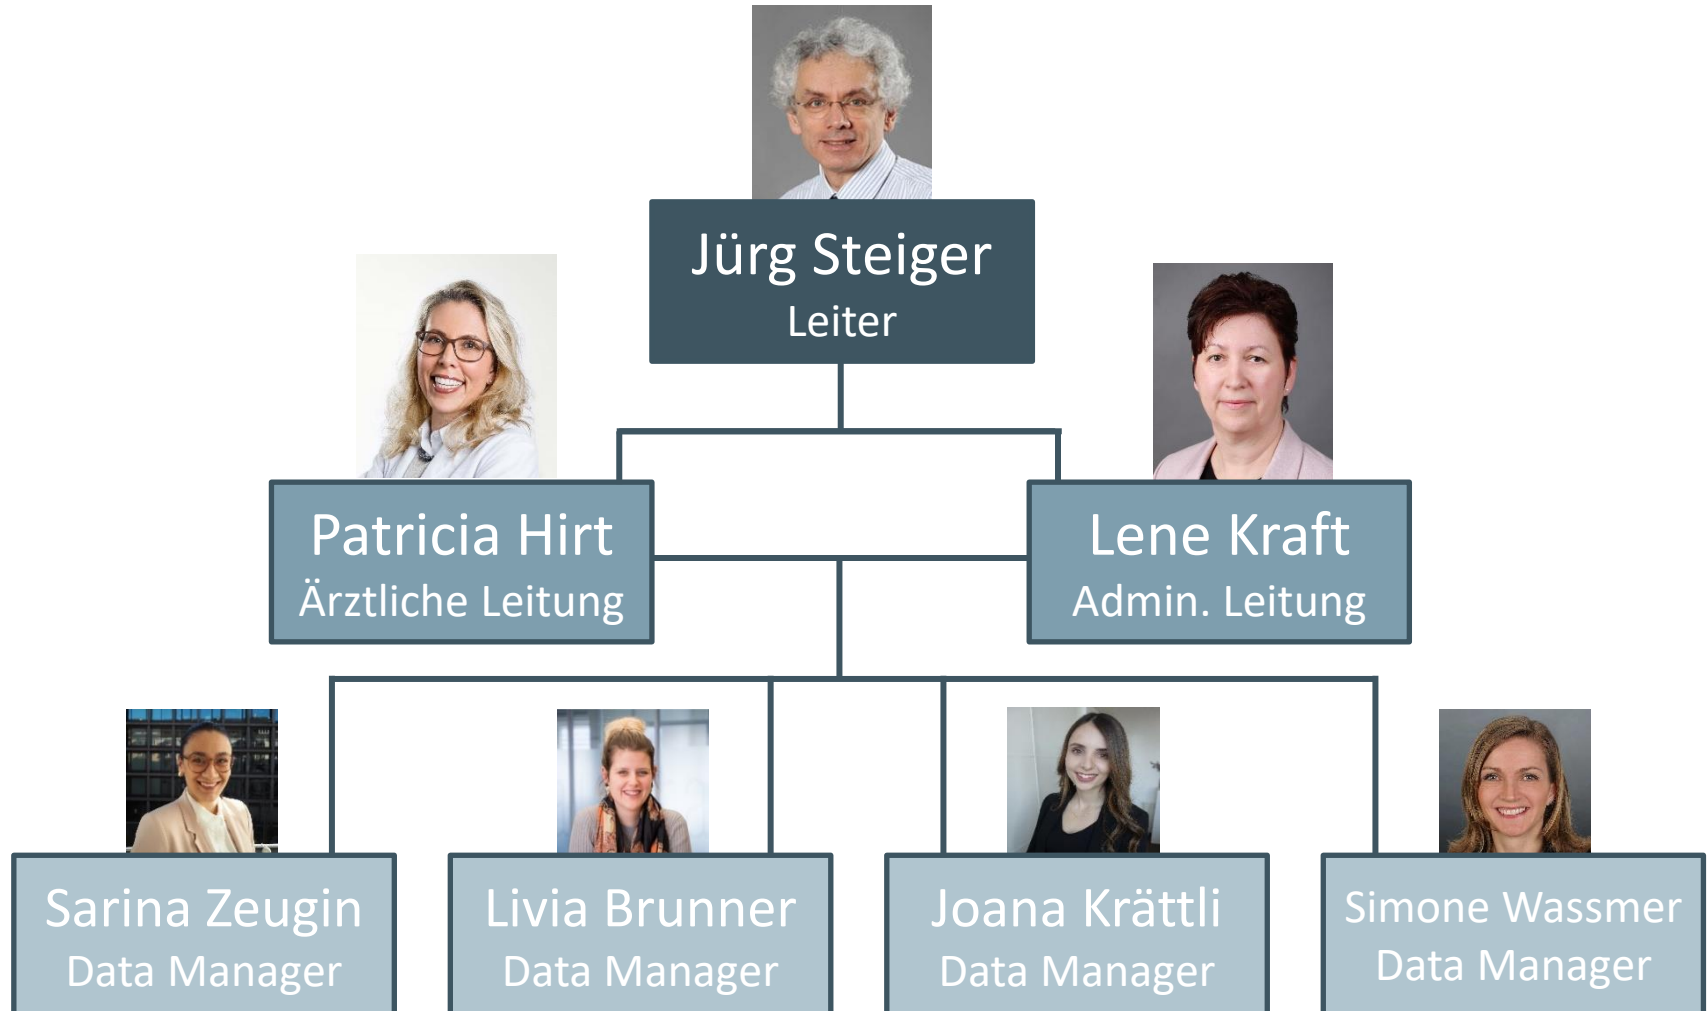 Jürg Steiger
Leiter
Patricia Hirt
Ärztliche Leitung
Lene Kraft
Admin. Leitung
Sarina Zeugin
Data Manager
Livia Brunner
Data Manager
Joana Krättli
Data Manager
Simone Wassmer
Data Manager